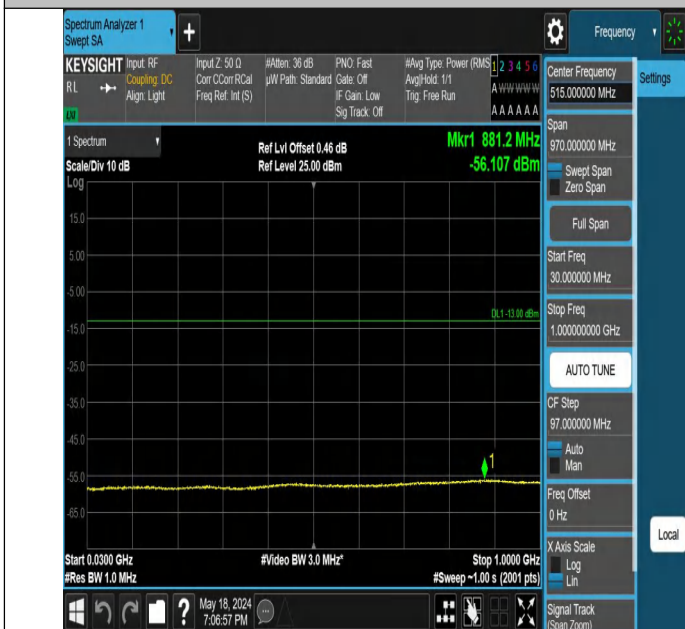 Spectrum Analyzer 1
Swept SA
Frequency
KEYSIGHT
RL
LXI
Input: RF
Coupling: DC
Align: Light
Input Z: 50 Ω
Corr CCorr RCal
Freq Ref: Int (S)
#Atten: 36 dB
µW Path: Standard
PNO: Fast
Gate: Off
IF Gain: Low
Sig Track: Off
#Avg Type: Power (RMS
Avg|Hold: 1/1
Trig: Free Run
1 2 3 4 5 6
A W W W W W
A A A A A A
1 Spectrum
Scale/Div 10 dB
Log
Ref Lvl Offset 0.46 dB
Ref Level 25.00 dBm
Mkr1 881.2 MHz
-56.107 dBm
15.0
5.00
-5.00
-15.0
-25.0
-35.0
-45.0
-55.0
-65.0
DL1 -13.00 dBm
1
Start 0.0300 GHz
#Res BW 1.0 MHz
#Video BW 3.0 MHz*
Stop 1.0000 GHz
#Sweep ~1.00 s (2001 pts)
May 18, 2024
7:06:57 PM
?
Center Frequency
515.000000 MHz
Span
970.000000 MHz
Swept Span
Zero Span
Full Span
Start Freq
30.000000 MHz
Stop Freq
1.000000000 GHz
AUTO TUNE
CF Step
97.000000 MHz
Auto
Man
Freq Offset
0 Hz
X Axis Scale
Log
Lin
Signal Track
(Span Zoom)
Settings
Local